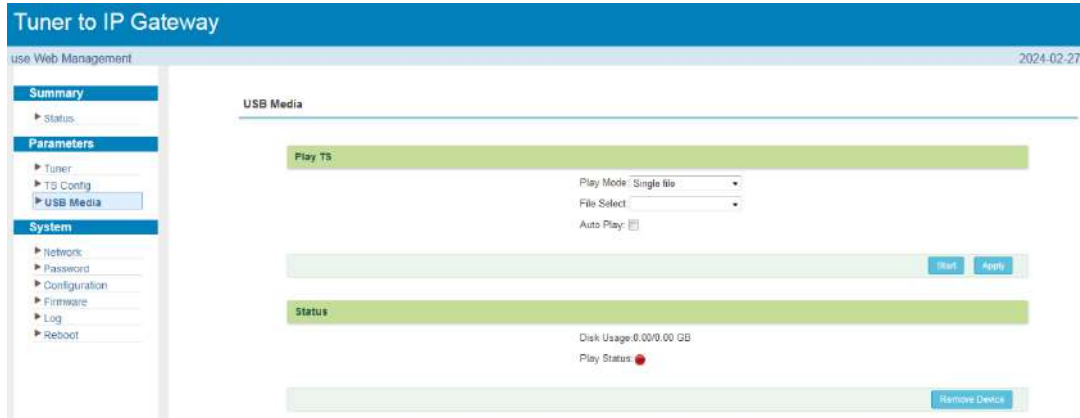 Tuner to IP Gateway
use Web Management
2024-02-27
Summary
Status
Parameters
Tuner
TS Config
USB Media
System
Network
Password
Configuration
Firmware
Log
Reboot
USB Media
Play TS
Play Mode: Single file
File Select:
Auto Play:
Start Apply
Status
Disk Usage:0.00/0.00 GB
Play Status:
Remove Device